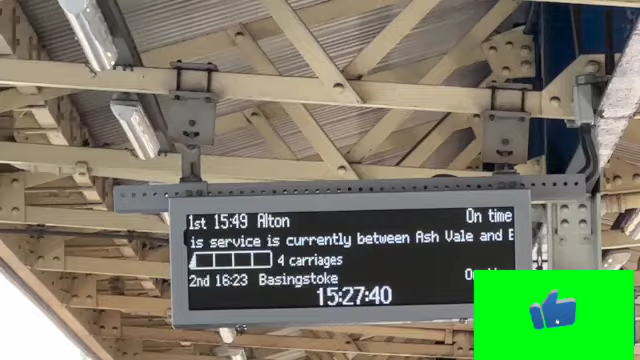 1st 15:49 Alton On time
is service is currently between Ash Vale and
4 carriages
2nd 16:23 Basingstoke
15:27:40